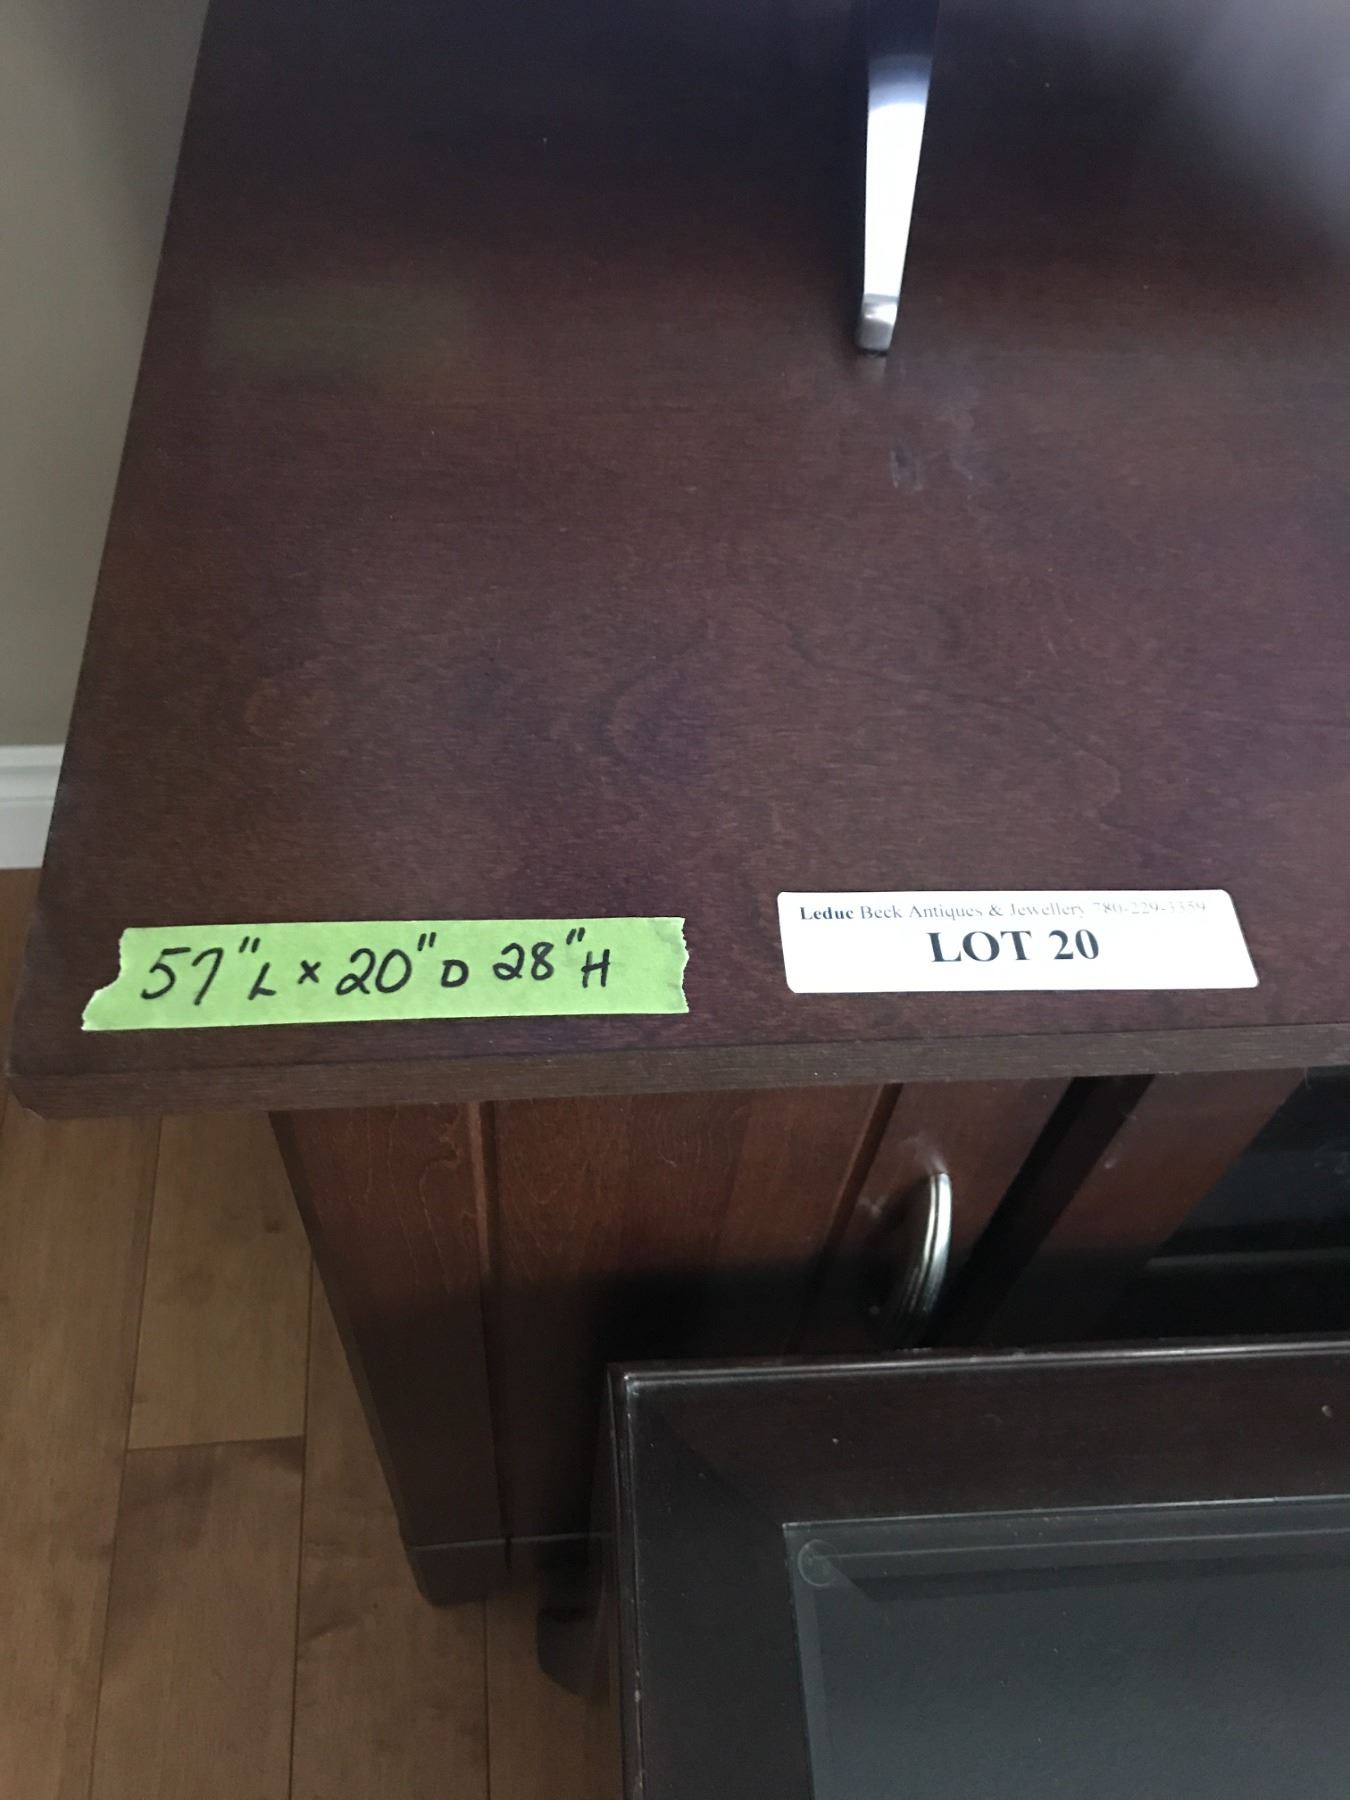 57"L x 20"D 28"H
Leduc Beck Antiques & Jewellery 780-229-3359
LOT 20